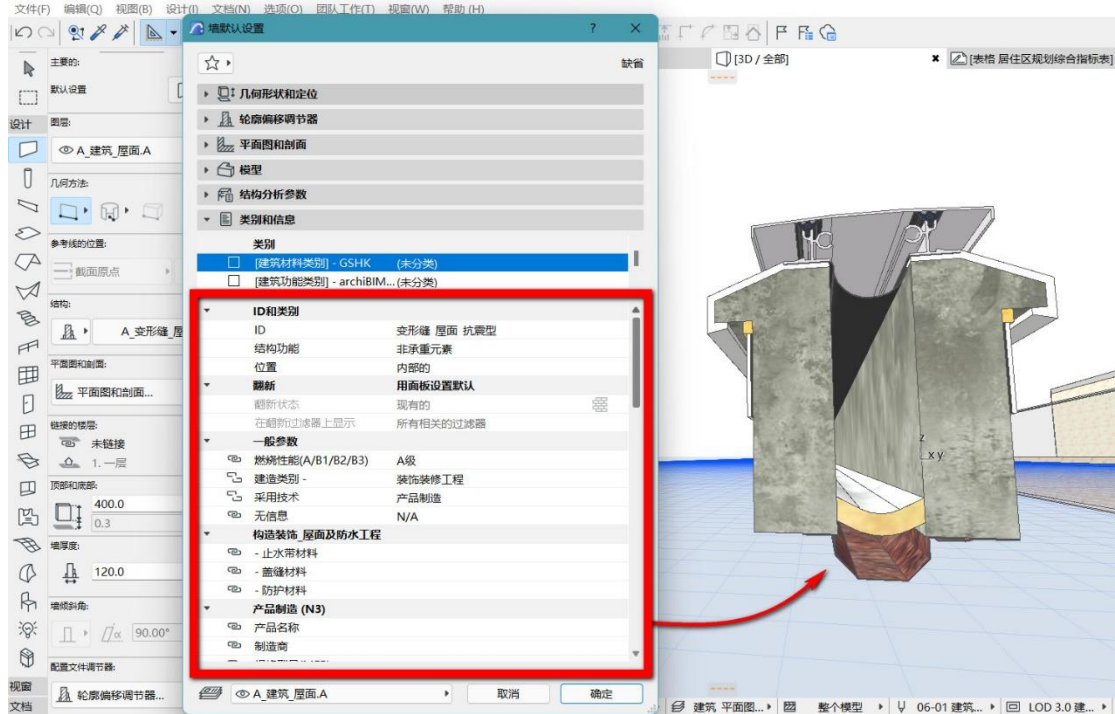 文件(F) 编辑(Q) 视图(B) 设计(I) 文档(N) 选项(O) 团队工作(T) 视窗(W) 帮助(H)
墙默认设置 ? ×
[3D / 全部]
[表格 居住区规划综合指标表]
主要的:
默认设置
设计
图层:
A_建筑_屋面.A
几何方法:
参考线的位置:
截面原点
结构:
A_变形缝_屋
平面图和剖面:
平面图和剖面...
链接的楼层:
未链接
1. 一层
顶部和底部:
400.0
0.3
墙厚度:
120.0
墙倾斜角:
α 90.00°
配置文件调节器:
轮廓偏移调节器...
视窗
文档
缺省
几何形状和定位
轮廓偏移调节器
平面图和剖面
模型
结构分析参数
类别和信息
类别
[建筑材料类别] - GSHK (未分类)
[建筑功能类别] - archiBIM... (未分类)
ID和类别
ID 变形缝 屋面 抗震型
结构功能 非承重元素
位置 内部的
翻新 用面板设置默认
翻新状态 现有的
在翻新过滤器上显示 所有相关的过滤器
一般参数
燃烧性能(A/B1/B2/B3) A级
建造类别 - 装饰装修工程
采用技术 产品制造
无信息 N/A
构造装饰_屋面及防水工程
- 止水带材料
- 盖缝材料
- 防护材料
产品制造 (N3)
产品名称
制造商
A_建筑_屋面.A 取消 确定
z
x y
建筑 平面图... 整个模型 06-01 建筑... LOD 3.0 建...